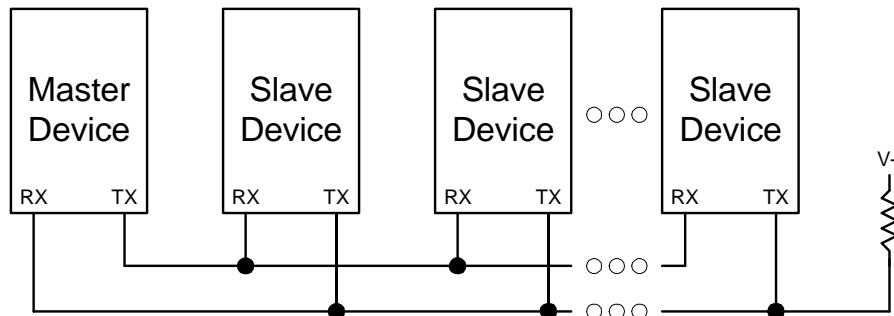 Master
Device
RX TX
Slave
Device
RX TX
Slave
Device
RX TX
Slave
Device
RX TX